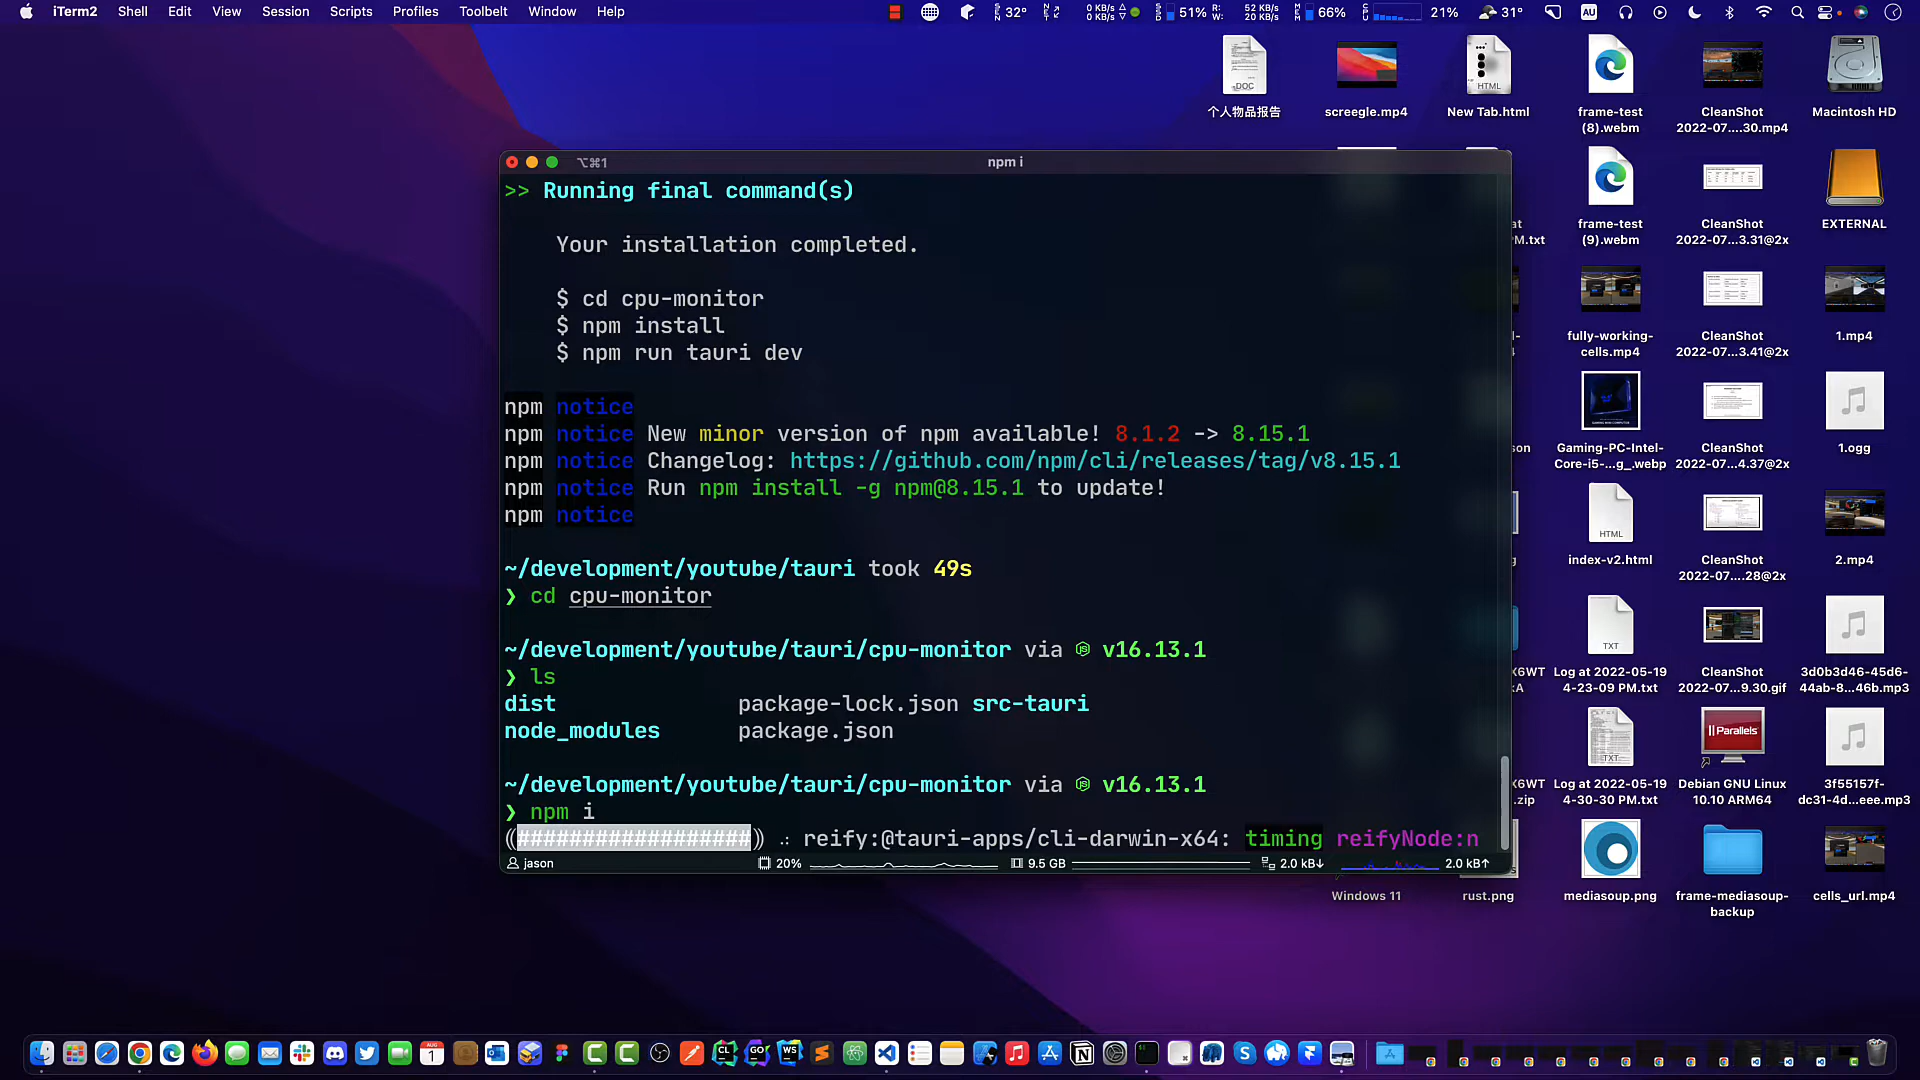 iTerm2 Shell Edit View Session Scripts Profiles Toolbelt Window Help
32° 0 KB/s 0 KB/s 51% R: W: 52 KB/s 20 KB/s 66% 21% 31° AU
个人物品报告
screegle.mp4
New Tab.html
frame-test
(8).webm
CleanShot
2022-07....30.mp4
Macintosh HD
frame-test
(9).webm
CleanShot
2022-07...3.31@2x
EXTERNAL
fully-working-
cells.mp4
CleanShot
2022-07...3.41@2x
1.mp4
Gaming-PC-Intel-
Core-i5-...g_.webp
CleanShot
2022-07...4.37@2x
1.ogg
index-v2.html
CleanShot
2022-07....28@2x
2.mp4
Log at 2022-05-19
4-23-09 PM.txt
CleanShot
2022-07...9.30.gif
3d0b3d46-45d6-
44ab-8...46b.mp3
Log at 2022-05-19
4-30-30 PM.txt
Parallels
Debian GNU Linux
10.10 ARM64
3f55157f-
dc31-4d...eee.mp3
Windows 11
rust.png
mediasoup.png
frame-mediasoup-
backup
cells_url.mp4
⌥⌘1 npm i
>> Running final command(s)
Your installation completed.
$ cd cpu-monitor
$ npm install
$ npm run tauri dev
npm notice
npm notice New minor version of npm available! 8.1.2 -> 8.15.1
npm notice Changelog: https://github.com/npm/cli/releases/tag/v8.15.1
npm notice Run npm install -g npm@8.15.1 to update!
npm notice
~/development/youtube/tauri took 49s
❯ cd cpu-monitor
~/development/youtube/tauri/cpu-monitor via v16.13.1
❯ ls
dist package-lock.json src-tauri
node_modules package.json
~/development/youtube/tauri/cpu-monitor via v16.13.1
❯ npm i
(##################) ⠴ reify:@tauri-apps/cli-darwin-x64: timing reifyNode:n
jason 20% 9.5 GB 2.0 kB↓ 2.0 kB↑